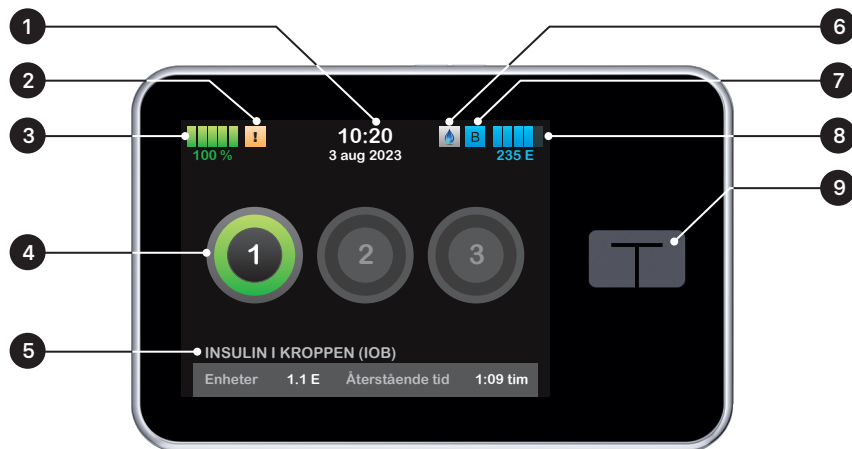 1
6
2
7
3
8
! 10:20 B
100 % 3 aug 2023 235 E
9
4
1 2 3
5
INSULIN I KROPPEN (IOB)
Enheter 1.1 E Återstående tid 1:09 tim